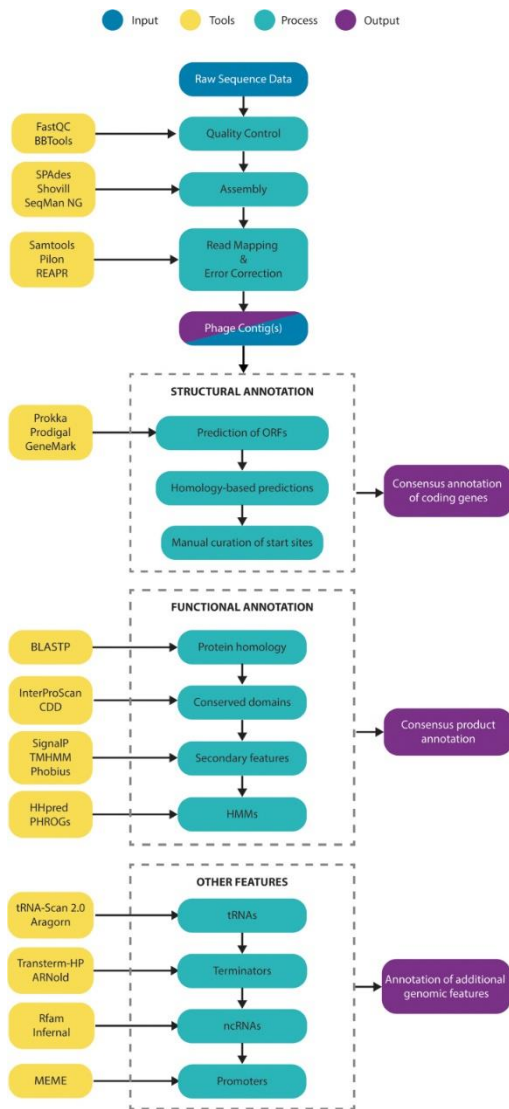 Input
Tools
Process
Output
Raw Sequence Data
FastQC
BBTools
Quality Control
SPAdes
Shovill
SeqMan NG
Assembly
Samtools
Pilon
REAPR
Read Mapping
&
Error Correction
Phage Contig(s)
STRUCTURAL ANNOTATION
Prokka
Prodigal
GeneMark
Prediction of ORFs
Homology-based predictions
Manual curation of start sites
Consensus annotation
of coding genes
FUNCTIONAL ANNOTATION
BLASTP
Protein homology
InterProScan
CDD
Conserved domains
SignalP
TMHMM
Phobius
Secondary features
HHpred
PHROGs
HMMs
Consensus product
annotation
OTHER FEATURES
tRNA-Scan 2.0
Aragorn
tRNAs
Transterm-HP
ARNold
Terminators
Rfam
Infernal
ncRNAs
MEME
Promoters
Annotation of additional
genomic features